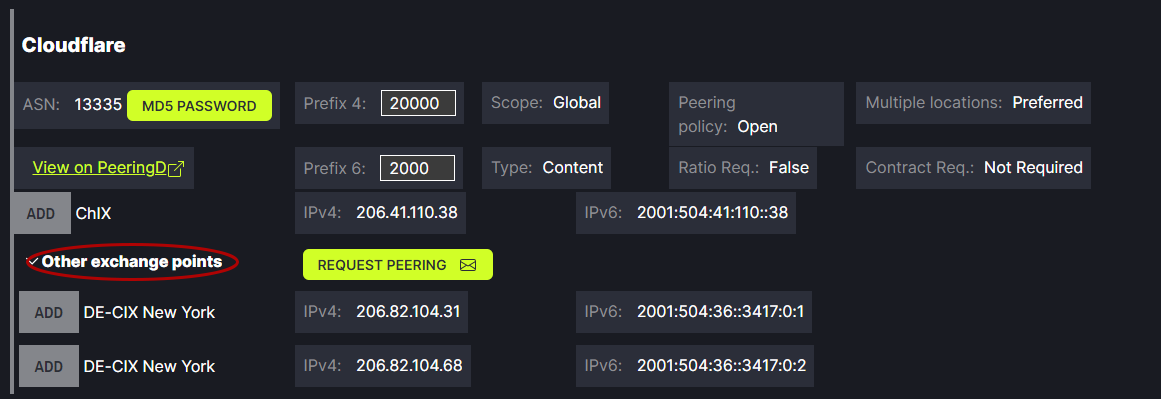 Cloudflare
ASN: 13335 MD5 PASSWORD Prefix 4: 20000 Scope: Global Peering policy: Open Multiple locations: Preferred
View on PeeringD Prefix 6: 2000 Type: Content Ratio Req.: False Contract Req.: Not Required
ADD ChIX IPv4: 206.41.110.38 IPv6: 2001:504:41:110::38
Other exchange points REQUEST PEERING
ADD DE-CIX New York IPv4: 206.82.104.31 IPv6: 2001:504:36::3417:0:1
ADD DE-CIX New York IPv4: 206.82.104.68 IPv6: 2001:504:36::3417:0:2